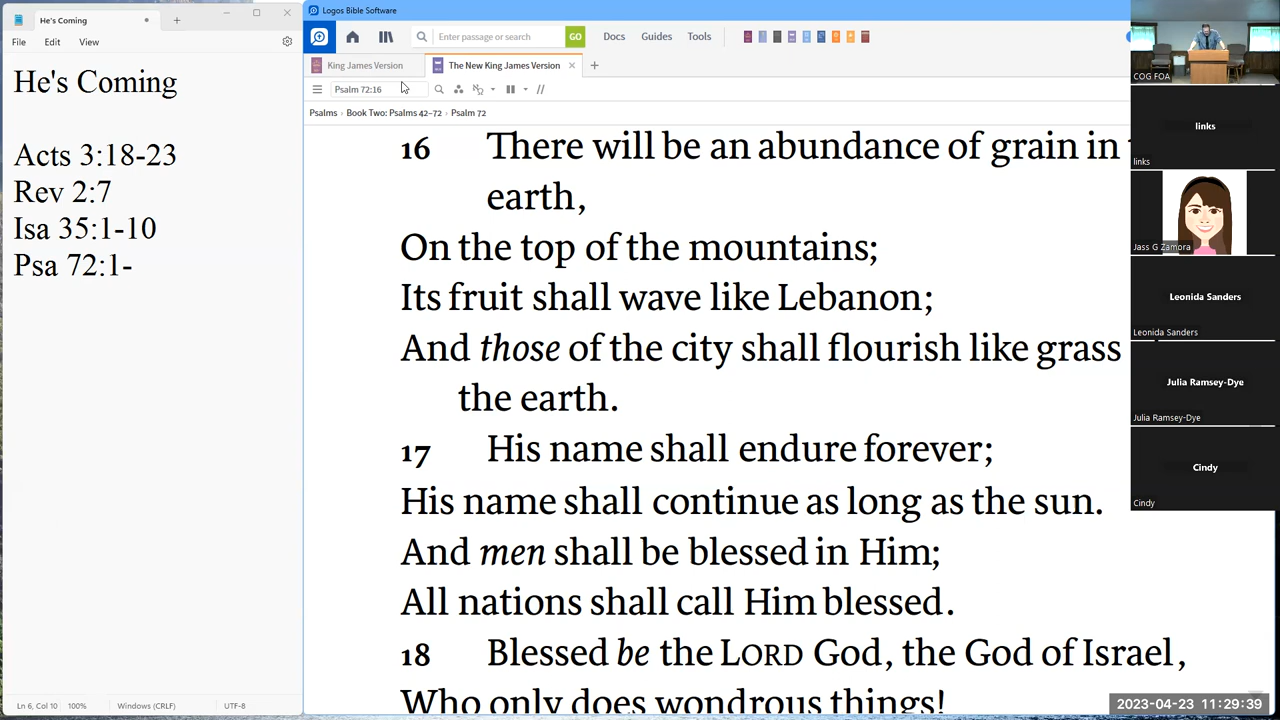 He's Coming
File Edit View
He's Coming
Acts 3:18-23
Rev 2:7
Isa 35:1-10
Psa 72:1-
Ln 6, Col 10 100% Windows (CRLF) UTF-8
Logos Bible Software
Enter passage or search GO Docs Guides Tools
King James Version The New King James Version
Psalm 72:16
Psalms › Book Two: Psalms 42–72 › Psalm 72
16 There will be an abundance of grain in
earth,
On the top of the mountains;
Its fruit shall wave like Lebanon;
And those of the city shall flourish like grass
the earth.
17 His name shall endure forever;
His name shall continue as long as the sun.
And men shall be blessed in Him;
All nations shall call Him blessed.
18 Blessed be the LORD God, the God of Israel,
Who only does wondrous things!
COG FOA
links
links
Jass G Zamora
Leonida Sanders
Leonida Sanders
Julia Ramsey-Dye
Julia Ramsey-Dye
Cindy
Cindy
2023-04-23 11:29:39